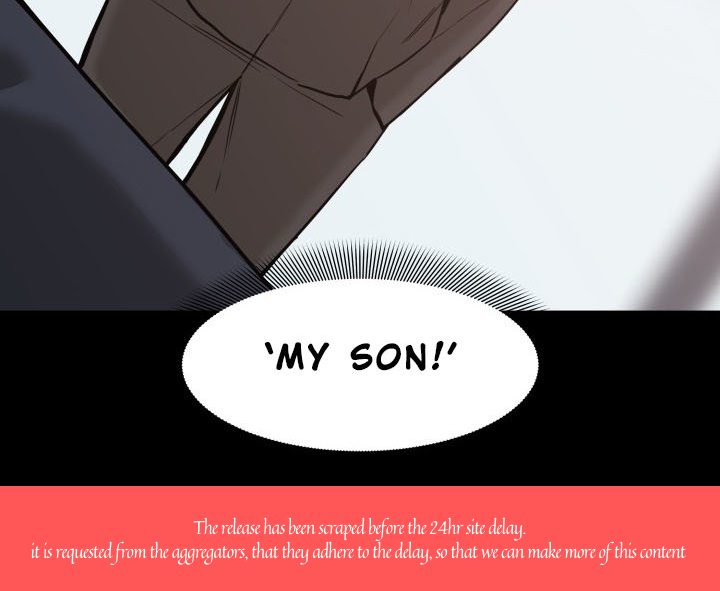 ‘MY SON!’
The release has been scraped before the 24hr site delay.
it is requested from the aggregators, that they adhere to the delay, so that we can make more of this content